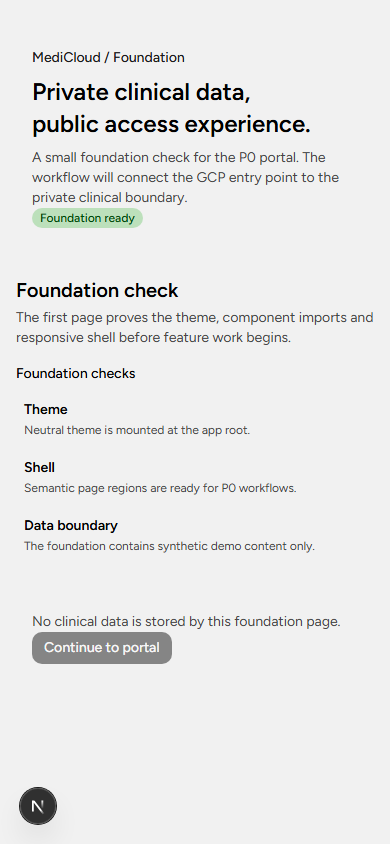 MediCloud / Foundation
Private clinical data,
public access experience.
A small foundation check for the P0 portal. The
workflow will connect the GCP entry point to the
private clinical boundary.
Foundation ready
Foundation check
The first page proves the theme, component imports and
responsive shell before feature work begins.
Foundation checks
Theme
Neutral theme is mounted at the app root.
Shell
Semantic page regions are ready for P0 workflows.
Data boundary
The foundation contains synthetic demo content only.
No clinical data is stored by this foundation page.
Continue to portal
N